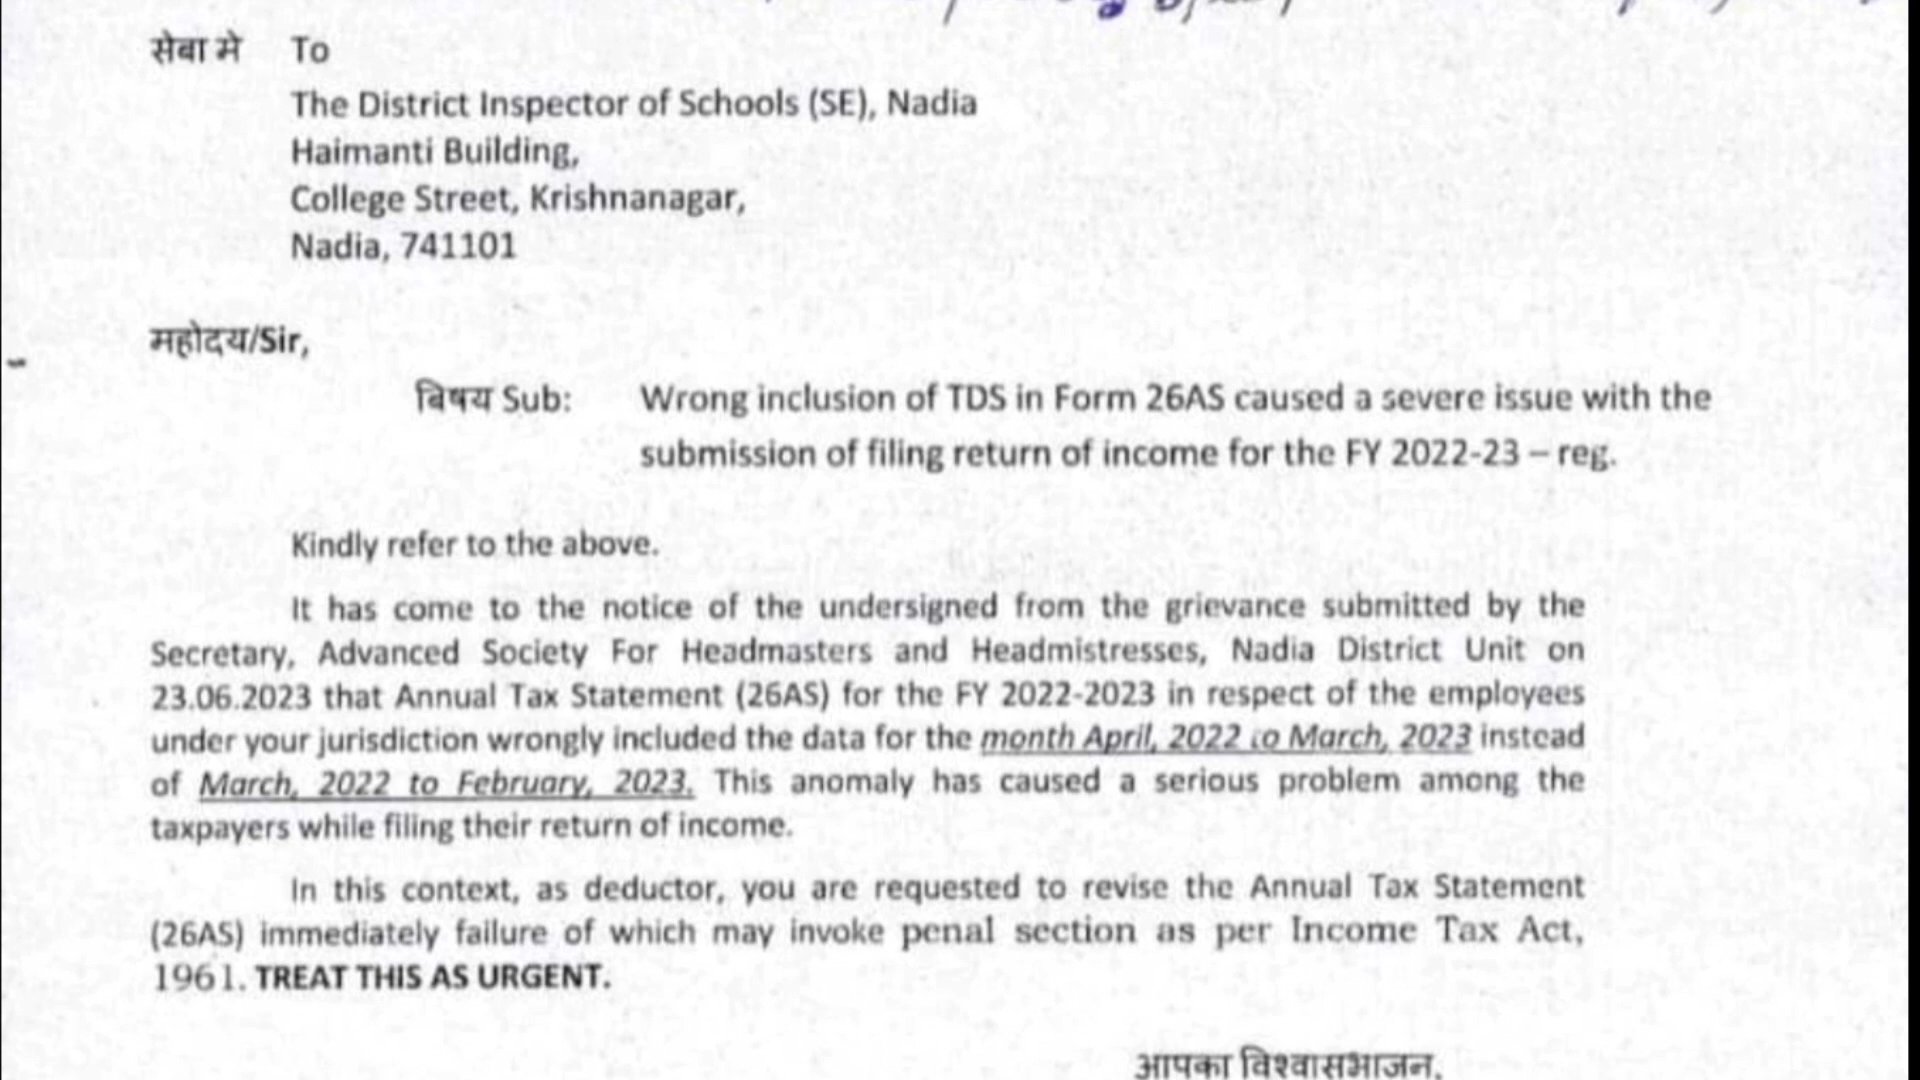 सेबा मे To
The District Inspector of Schools (SE), Nadia
Haimanti Building,
College Street, Krishnanagar,
Nadia, 741101
महोदय/Sir,
बिषय Sub: Wrong inclusion of TDS in Form 26AS caused a severe issue with the
submission of filing return of income for the FY 2022-23 – reg.
Kindly refer to the above.
It has come to the notice of the undersigned from the grievance submitted by the
Secretary, Advanced Society For Headmasters and Headmistresses, Nadia District Unit on
23.06.2023 that Annual Tax Statement (26AS) for the FY 2022-2023 in respect of the employees
under your jurisdiction wrongly included the data for the month April, 2022 to March, 2023 instead
of March, 2022 to February, 2023. This anomaly has caused a serious problem among the
taxpayers while filing their return of income.
In this context, as deductor, you are requested to revise the Annual Tax Statement
(26AS) immediately failure of which may invoke penal section as per Income Tax Act,
1961. TREAT THIS AS URGENT.
आपका विश्वासभाजन,